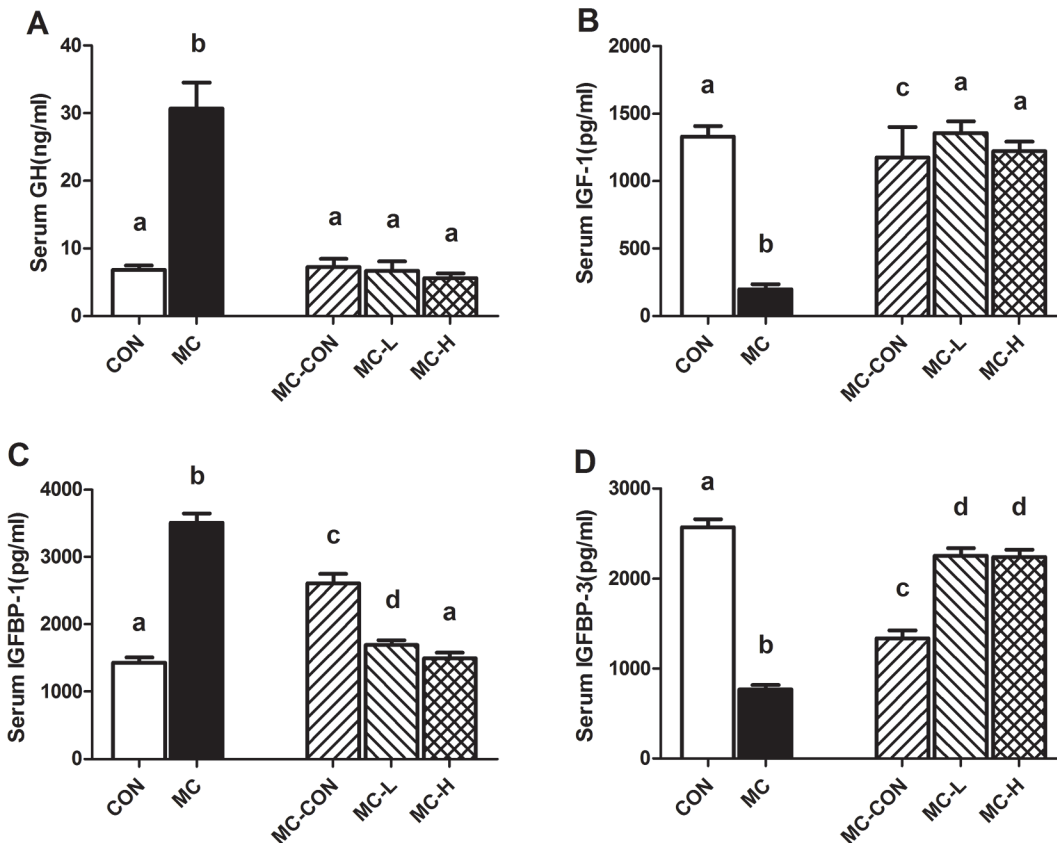 A
Serum GH(ng/ml)
40
30
20
10
0
a
b
a
a
a
CON
MC
MC-CON
MC-L
MC-H
B
Serum IGF-1(pg/ml)
2000
1500
1000
500
0
a
b
c
a
a
CON
MC
MC-CON
MC-L
MC-H
C
Serum IGFBP-1(pg/ml)
4000
3000
2000
1000
0
a
b
c
d
a
CON
MC
MC-CON
MC-L
MC-H
D
Serum IGFBP-3(pg/ml)
3000
2000
1000
0
a
b
c
d
d
CON
MC
MC-CON
MC-L
MC-H